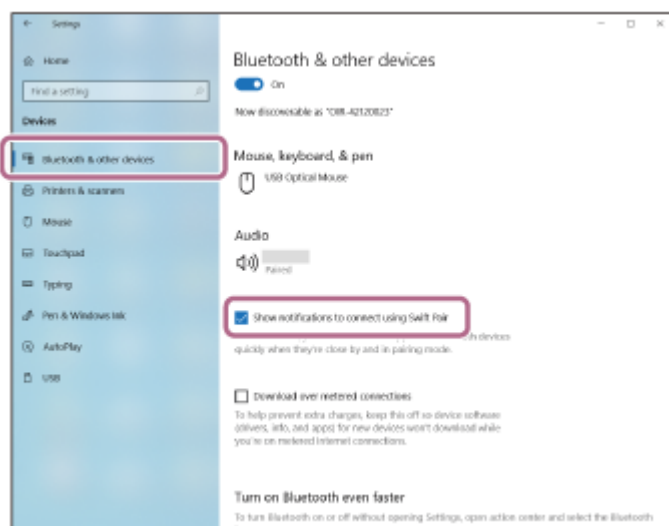 Settings
Home
Find a setting
Devices
Bluetooth & other devices
Printers & scanners
Mouse
Touchpad
Typing
Pen & Windows Ink
AutoPlay
USB
Bluetooth & other devices
On
Now discoverable as
Mouse, keyboard, & pen
USB Optical Mouse
Audio
Paired
Show notifications to connect using Swift Pair
devices
quickly when they're close by and in pairing mode.
Download over metered connections
To help prevent extra charges, keep this off so device software
(drivers, info, and apps) for new devices won't download while
you're on metered internet connections.
Turn on Bluetooth even faster
To turn Bluetooth on or off without opening Settings, open action center and select the Bluetooth